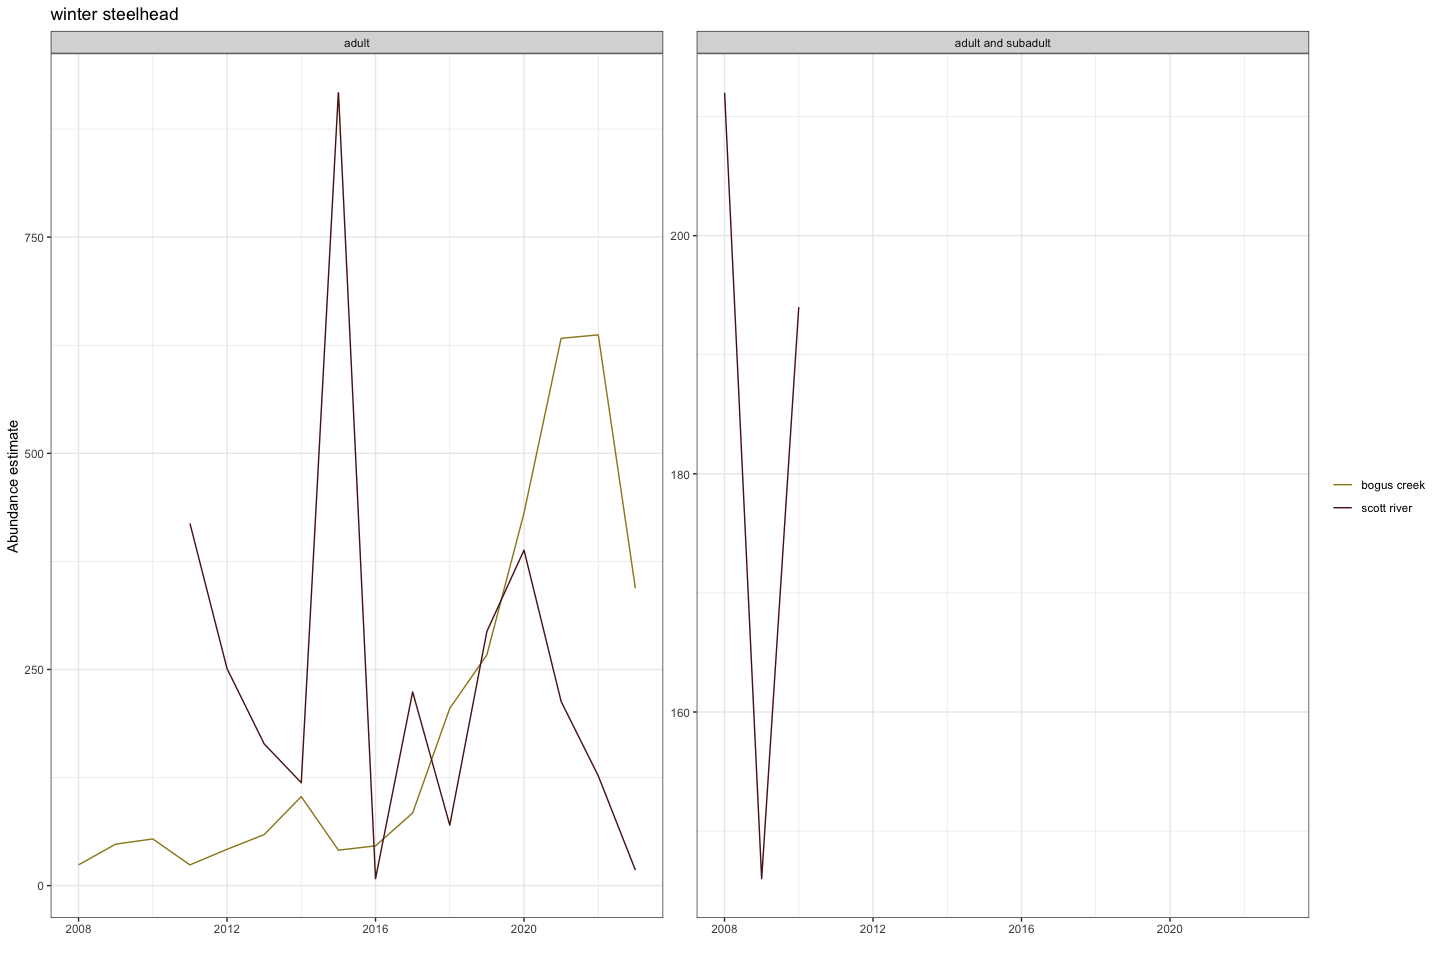 winter steelhead
adult
adult and subadult
Abundance estimate
750
500
250
0
200
180
160
2008
2012
2016
2020
2008
2012
2016
2020
bogus creek
scott river